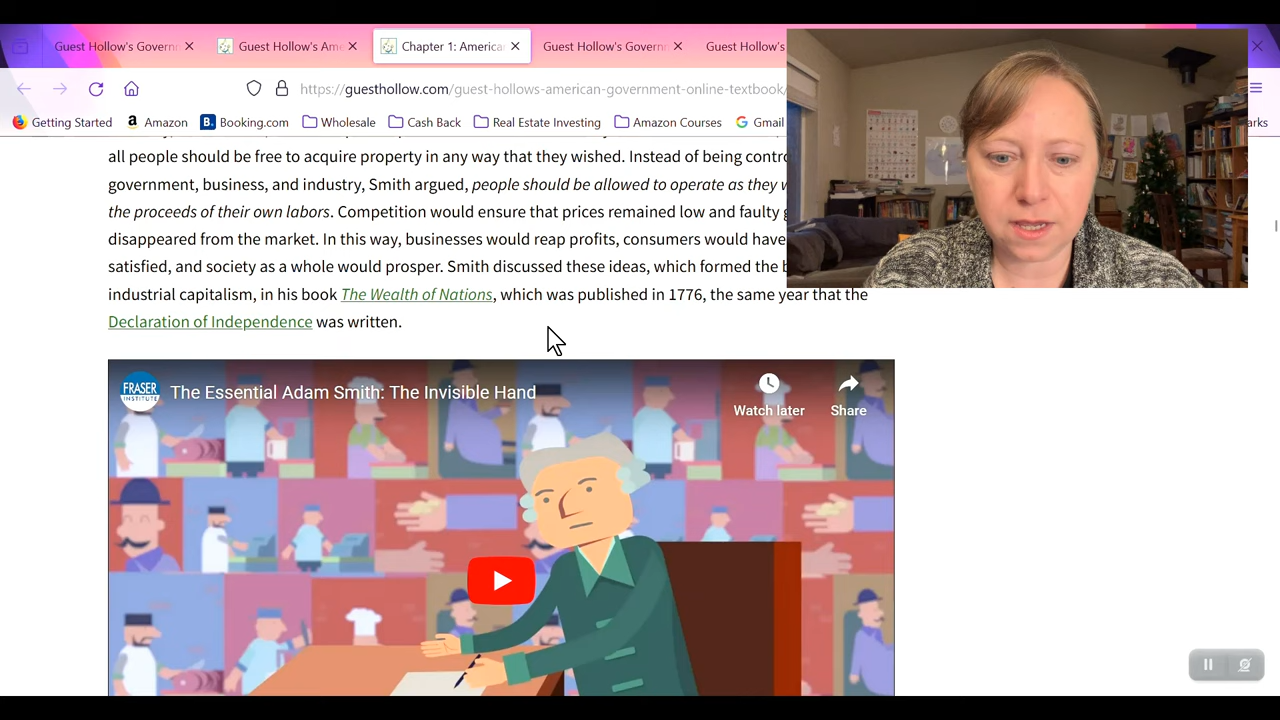 Guest Hollow's Governm
Guest Hollow's Ame
Chapter 1: America
Guest Hollow's Governm
Guest Hollow's
https://guesthollow.com/guest-hollows-american-government-online-textbook/
Getting Started
Amazon
Booking.com
Wholesale
Cash Back
Real Estate Investing
Amazon Courses
Gmail
all people should be free to acquire property in any way that they wished. Instead of being contro
government, business, and industry, Smith argued, people should be allowed to operate as they w
the proceeds of their own labors. Competition would ensure that prices remained low and faulty g
disappeared from the market. In this way, businesses would reap profits, consumers would have
satisfied, and society as a whole would prosper. Smith discussed these ideas, which formed the b
industrial capitalism, in his book The Wealth of Nations, which was published in 1776, the same year that the
Declaration of Independence was written.
FRASER
INSTITUTE
The Essential Adam Smith: The Invisible Hand
Watch later
Share